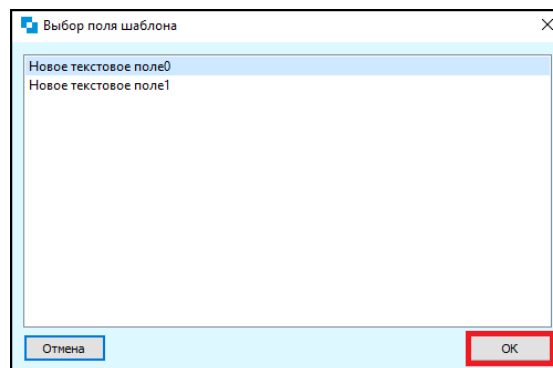 Выбор поля шаблона
Новое текстовое поле0
Новое текстовое поле1
Отмена
OK